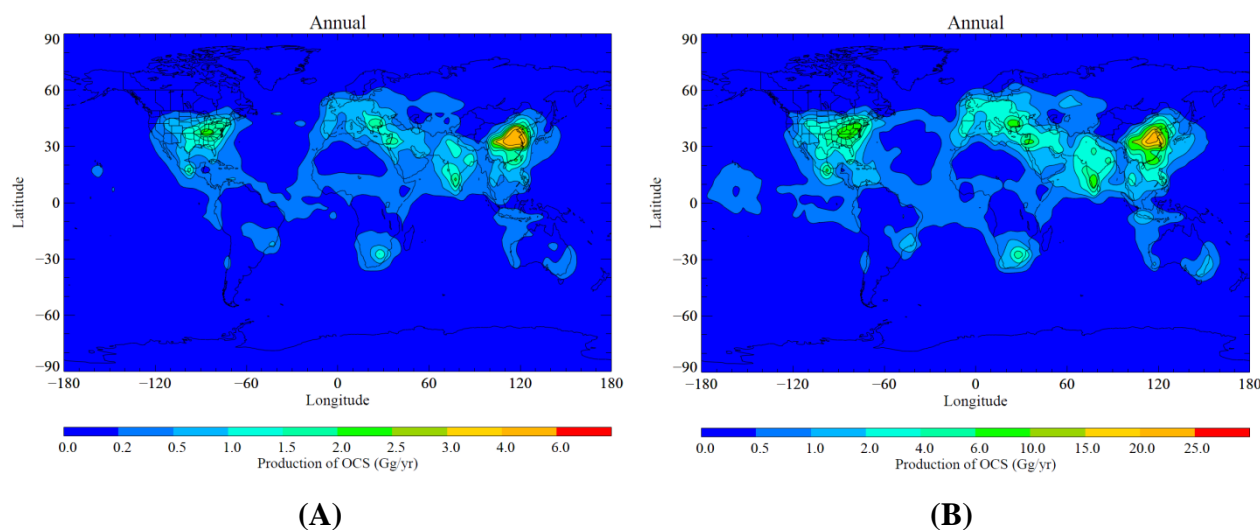 Annual
90
60
30
0
−30
−60
−90
Latitude
−180 −120 −60 0 60 120 180
Longitude
0.0 0.2 0.5 1.0 1.5 2.0 2.5 3.0 4.0 6.0
Production of OCS (Gg/yr)
(A)
Annual
90
60
30
0
−30
−60
−90
Latitude
−180 −120 −60 0 60 120 180
Longitude
0.0 0.5 1.0 2.0 4.0 6.0 10.0 15.0 20.0 25.0
Production of OCS (Gg/yr)
(B)